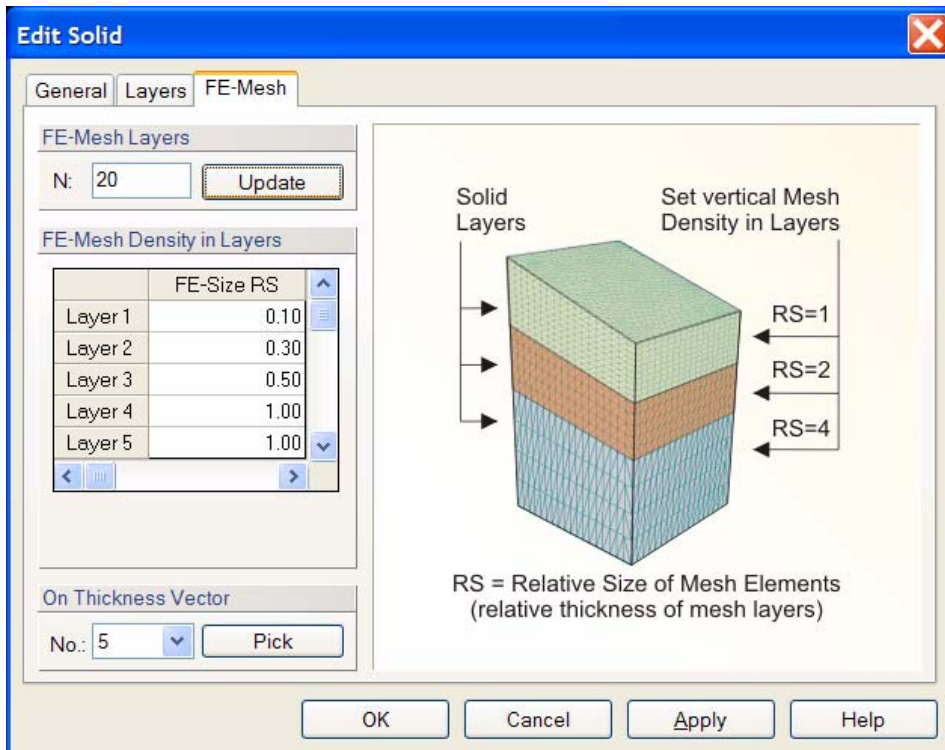 Edit Solid
General Layers FE-Mesh
FE-Mesh Layers
N: 20 Update
FE-Mesh Density in Layers
FE-Size RS
Layer 1 0.10
Layer 2 0.30
Layer 3 0.50
Layer 4 1.00
Layer 5 1.00
On Thickness Vector
No.: 5 Pick
Solid
Layers
Set vertical Mesh
Density in Layers
RS=1
RS=2
RS=4
RS = Relative Size of Mesh Elements
(relative thickness of mesh layers)
OK Cancel Apply Help